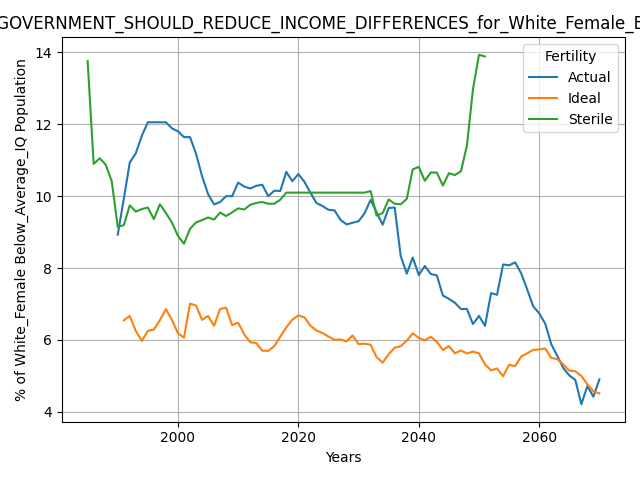 GOVERNMENT_SHOULD_REDUCE_INCOME_DIFFERENCES_for_White_Female_B
14
12
10
8
6
4
2000
2020
2040
2060
Years
% of White_Female Below_Average_IQ Population
Fertility
Actual
Ideal
Sterile